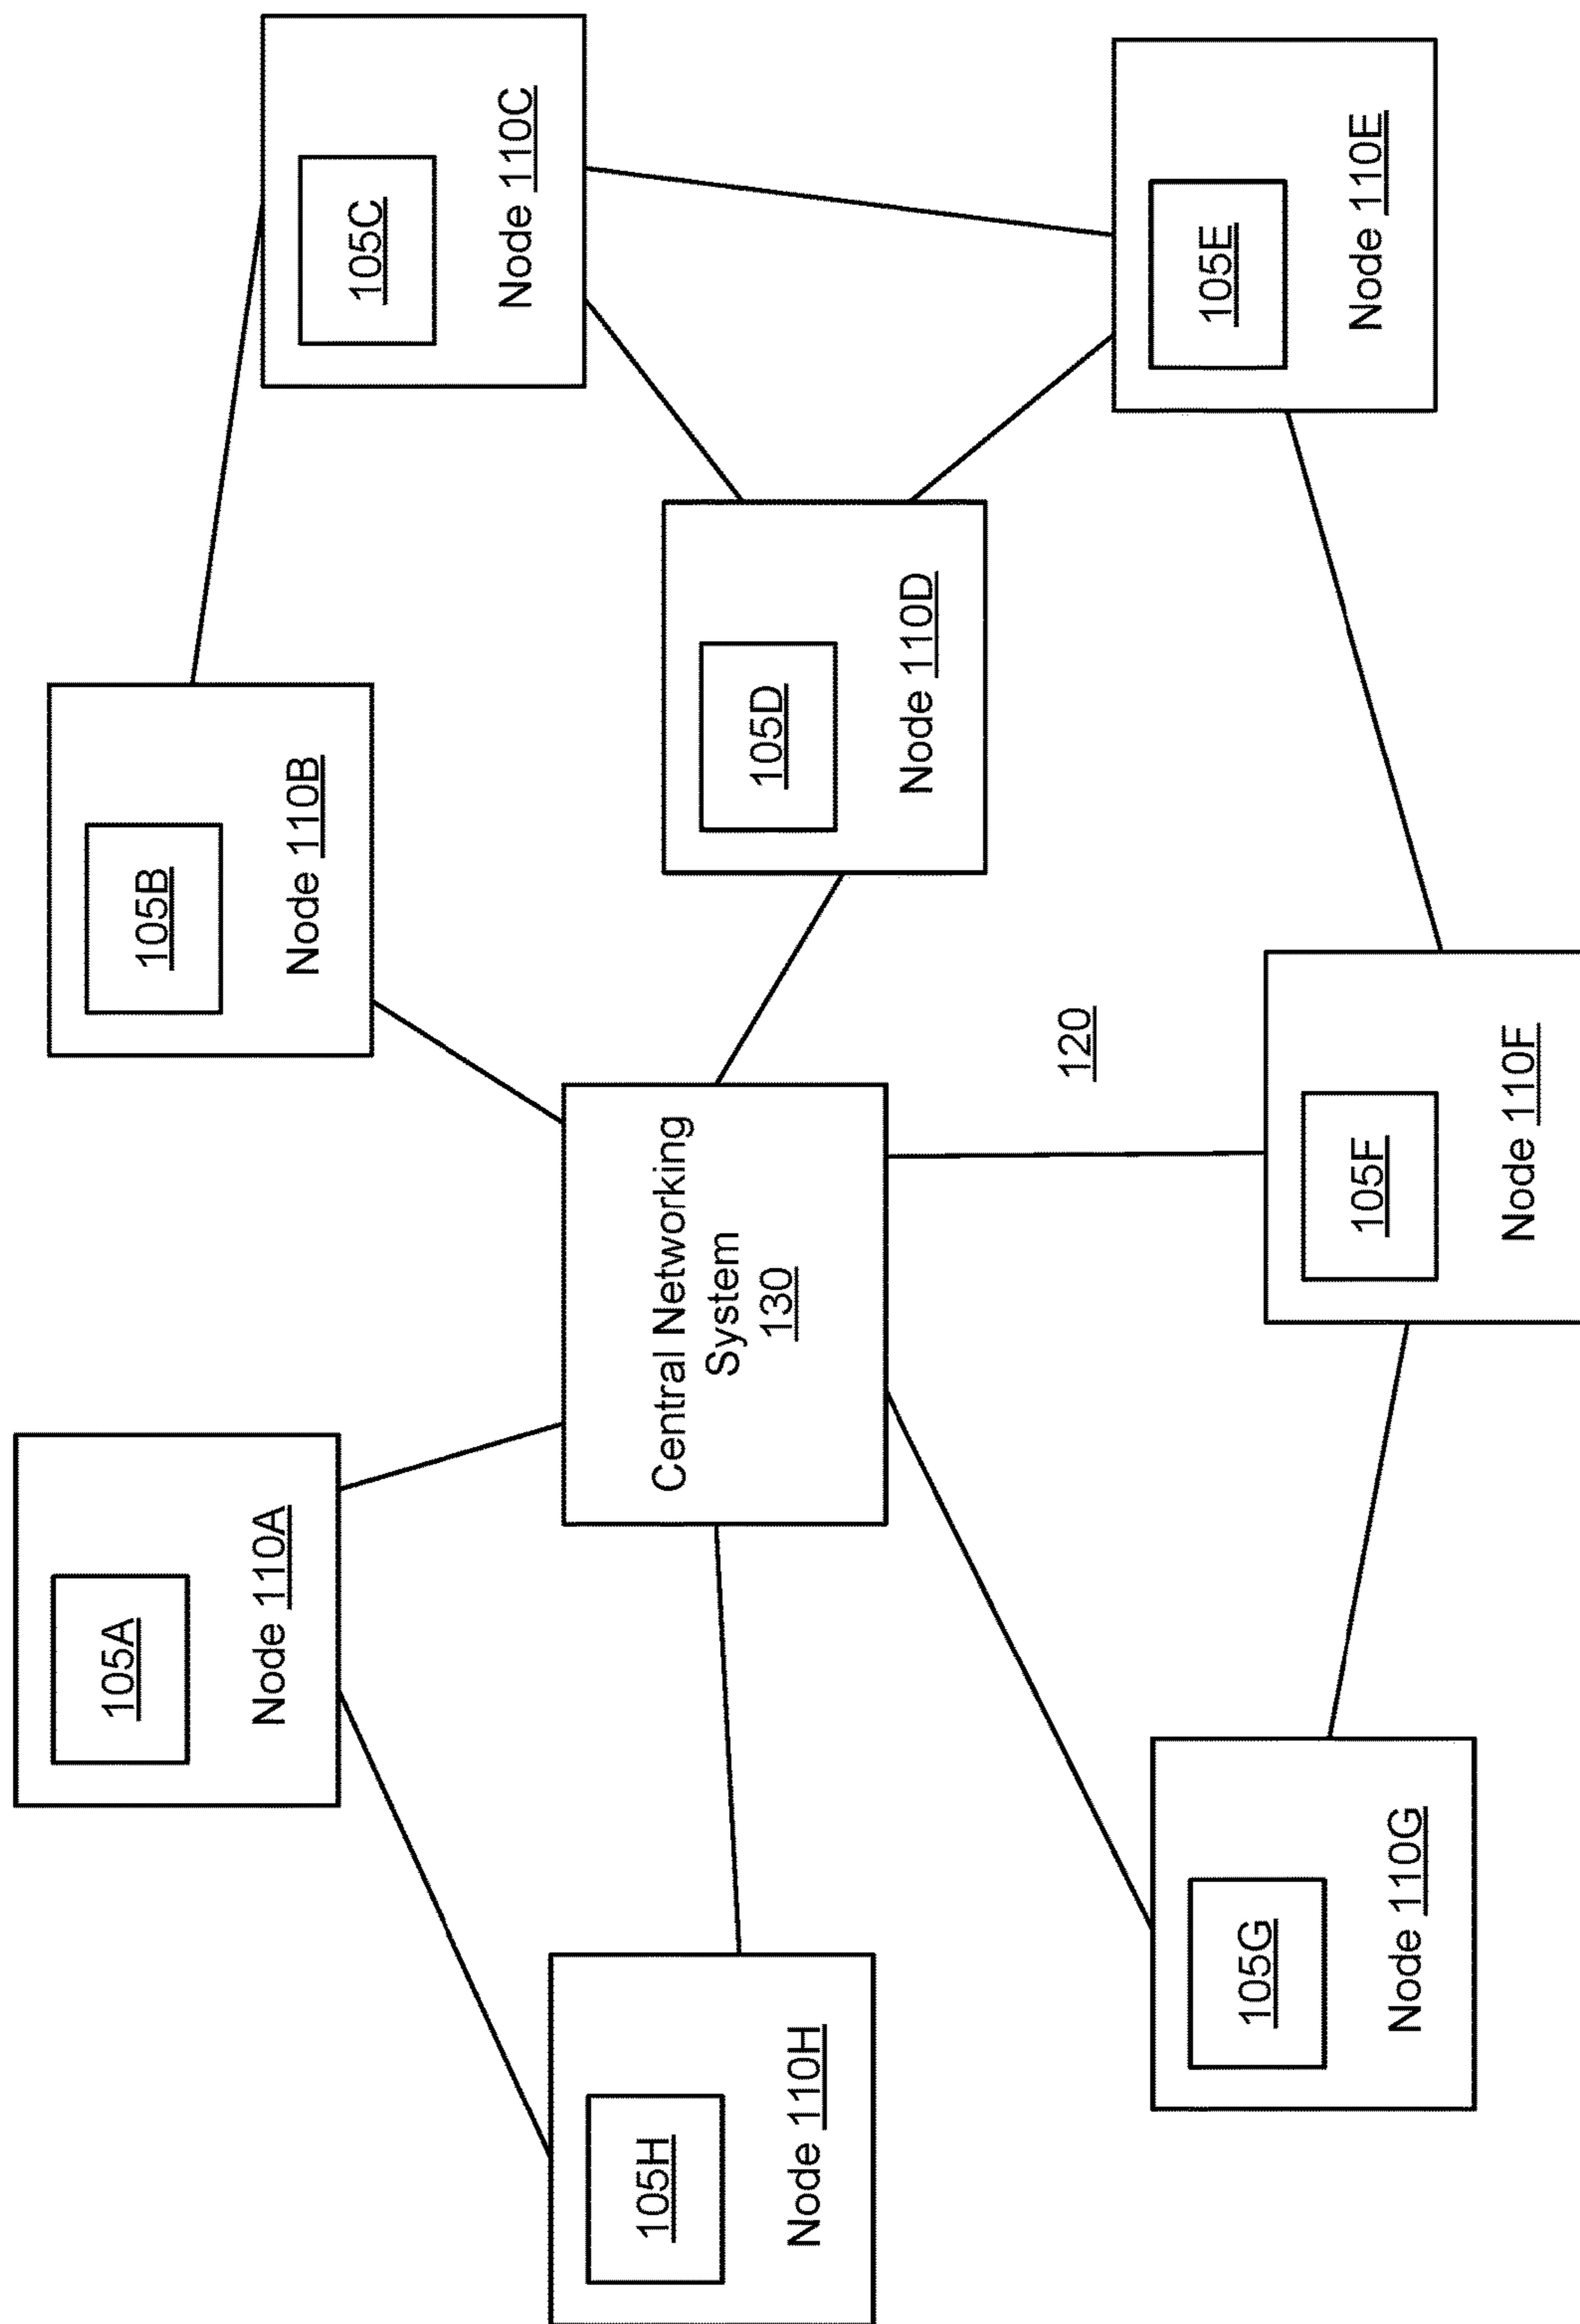 105A
Node 110A
105B
Node 110B
105C
Node 110C
105H
Node 110H
Central Networking
System
130
105D
Node 110D
120
105G
Node 110G
105F
Node 110F
105E
Node 110E